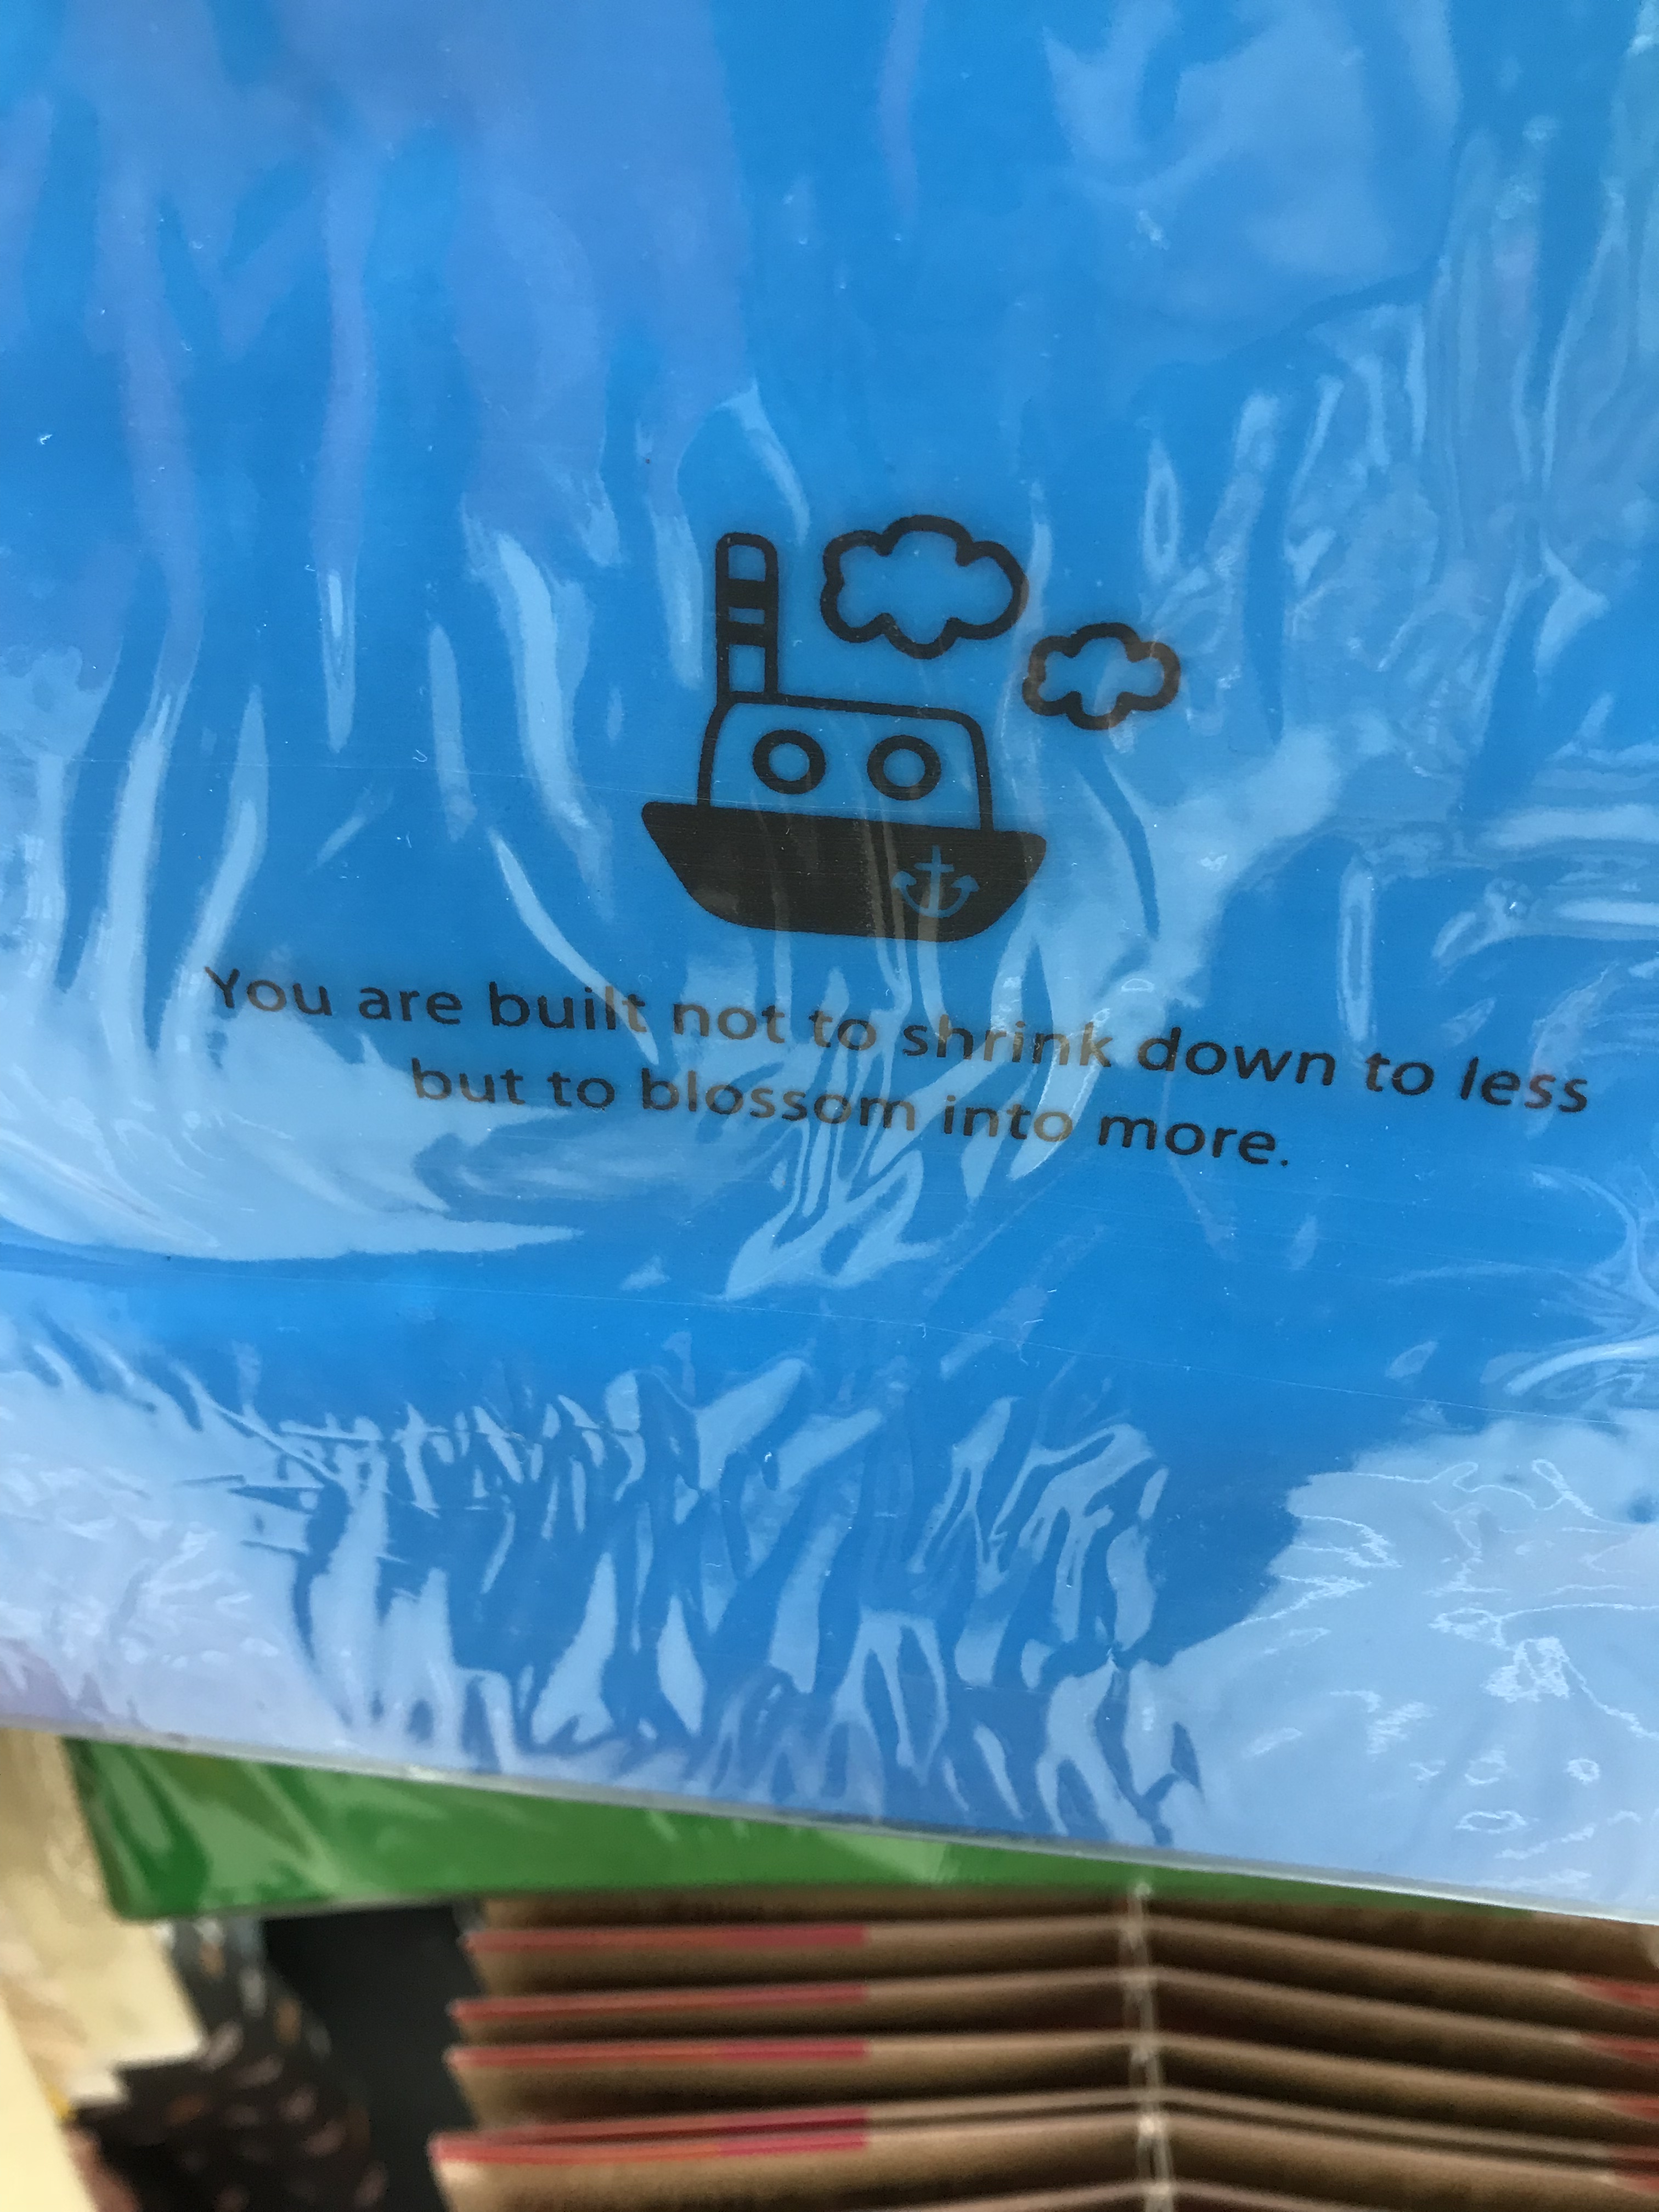 You are built not to shrink down to less
but to blossom into more.